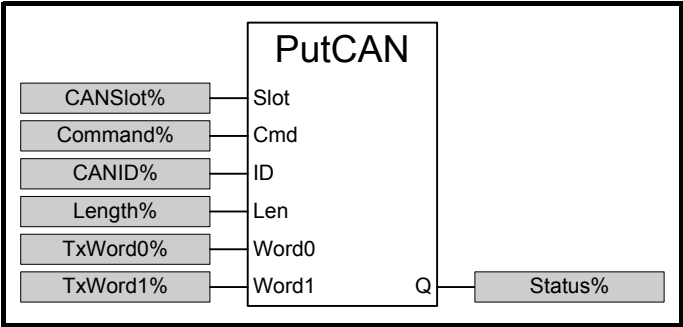 PutCAN
CANSlot% Slot
Command% Cmd
CANID% ID
Length% Len
TxWord0% Word0
TxWord1% Word1 Q Status%